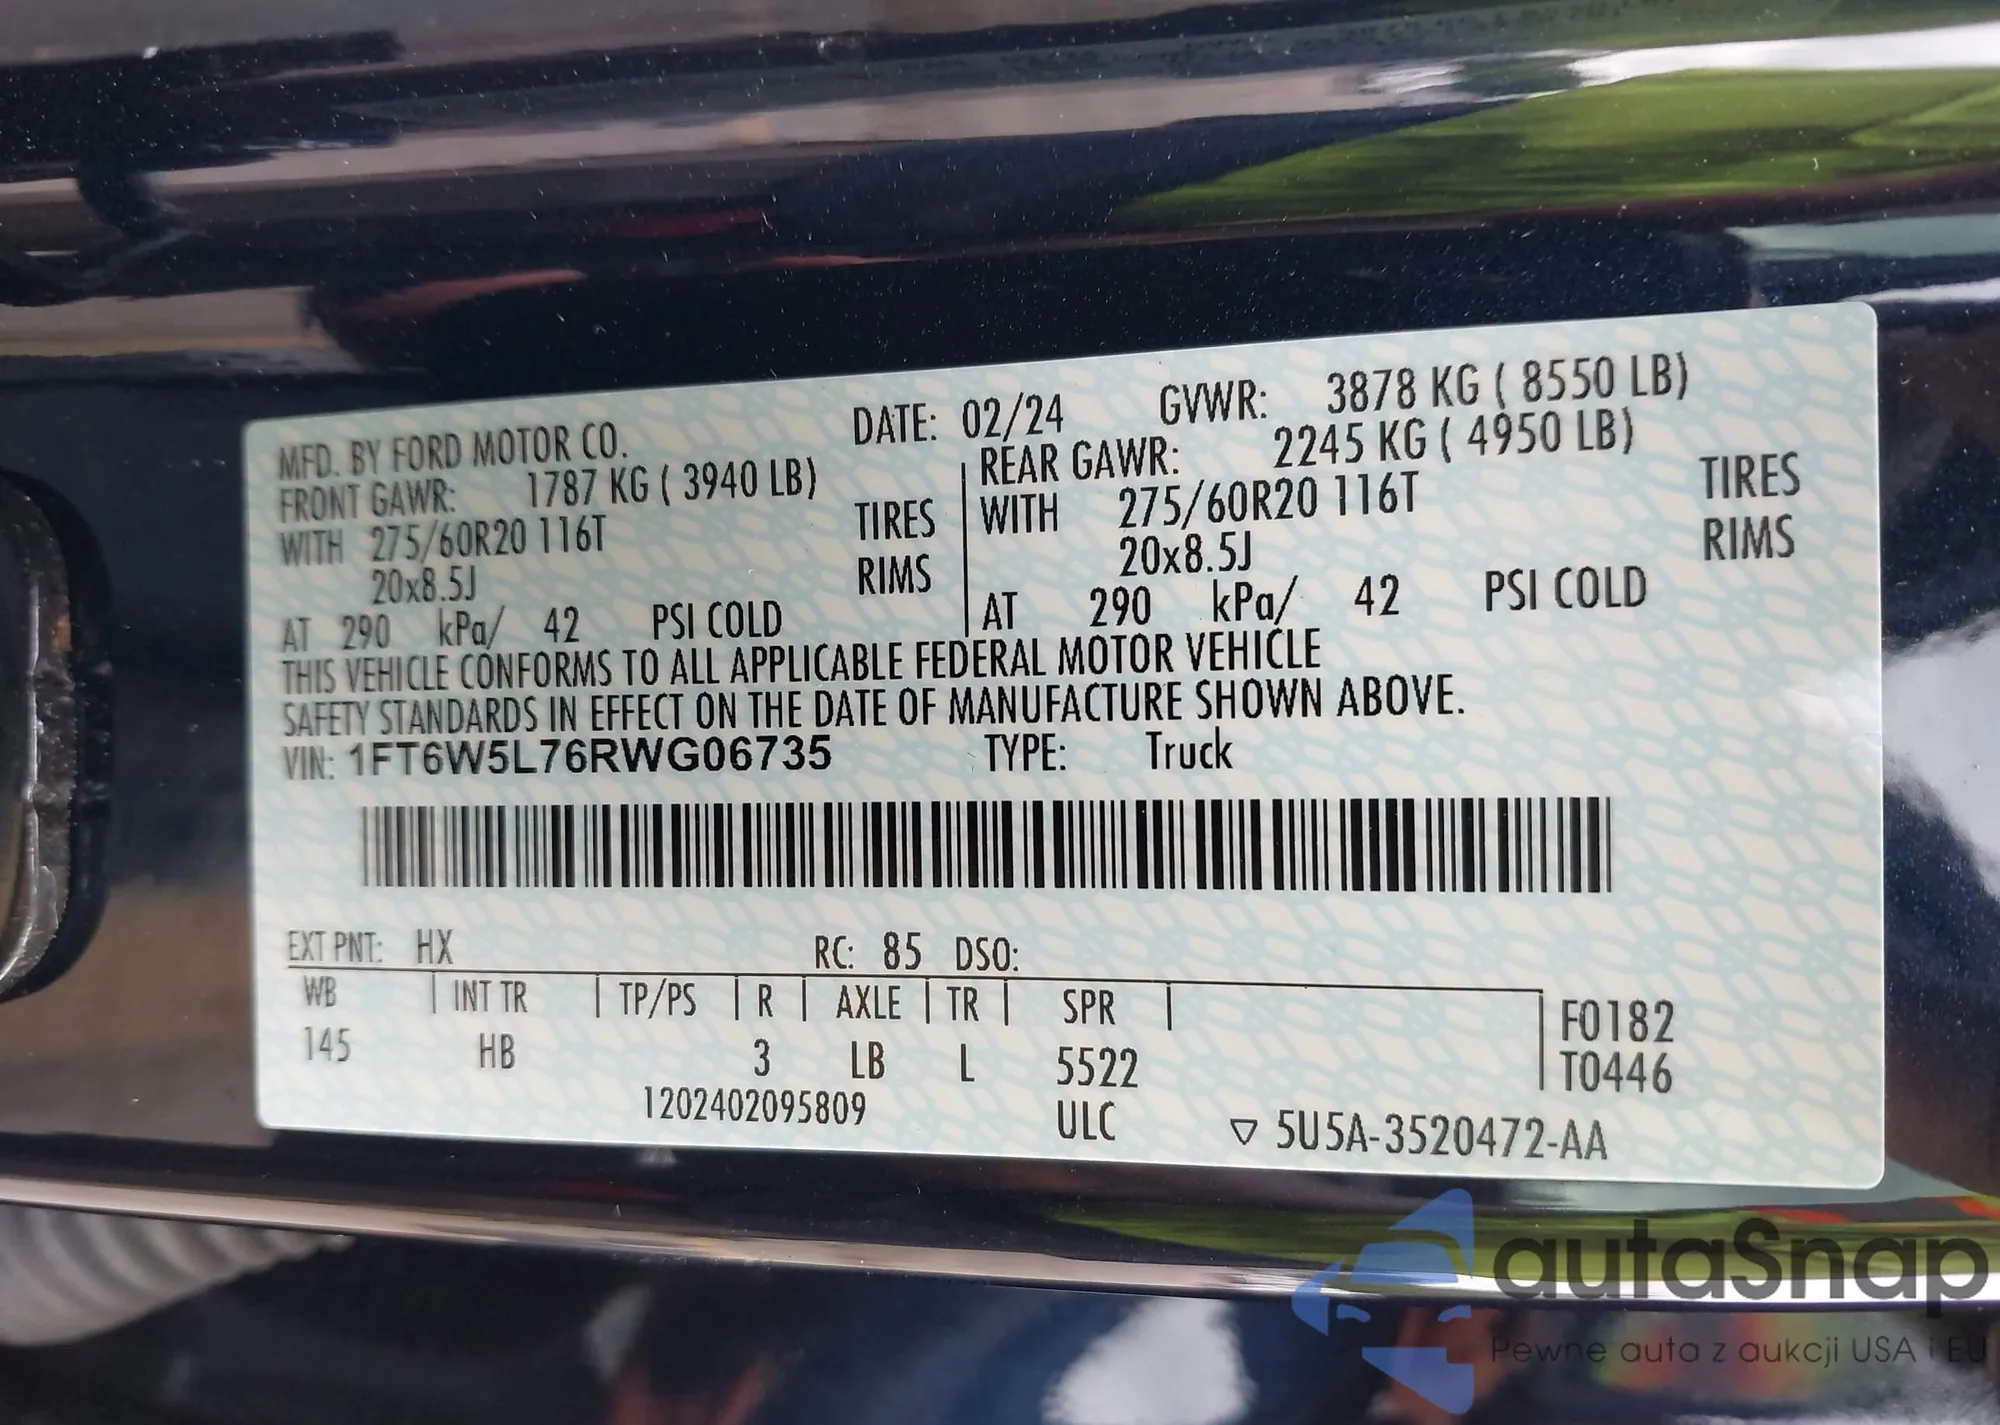 MFD. BY FORD MOTOR CO. DATE: 02/24 GVWR: 3878 KG ( 8550 LB)
FRONT GAWR: 1787 KG ( 3940 LB) REAR GAWR: 2245 KG ( 4950 LB)
WITH 275/60R20 116T TIRES WITH 275/60R20 116T TIRES
20x8.5J RIMS 20x8.5J RIMS
AT 290 kPa/ 42 PSI COLD AT 290 kPa/ 42 PSI COLD
THIS VEHICLE CONFORMS TO ALL APPLICABLE FEDERAL MOTOR VEHICLE
SAFETY STANDARDS IN EFFECT ON THE DATE OF MANUFACTURE SHOWN ABOVE.
VIN: 1FT6W5L76RWG06735 TYPE: Truck
EXT PNT: HX RC: 85 DSO:
WB INT TR TP/PS R AXLE TR SPR F0182
145 HB 3 LB L 5522 T0446
1202402095809 ULC ▽ 5U5A-3520472-AA
autaSnap
Pewne auta z aukcji USA i EU